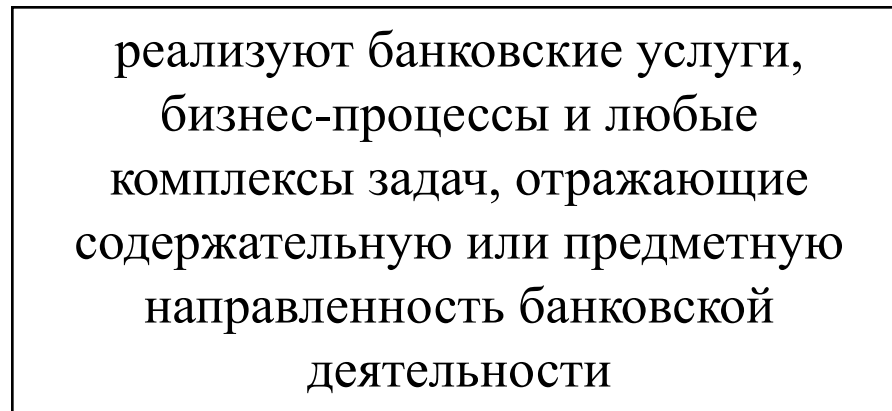 реализуют банковские услуги,
бизнес-процессы и любые
комплексы задач, отражающие
содержательную или предметную
направленность банковской
деятельности